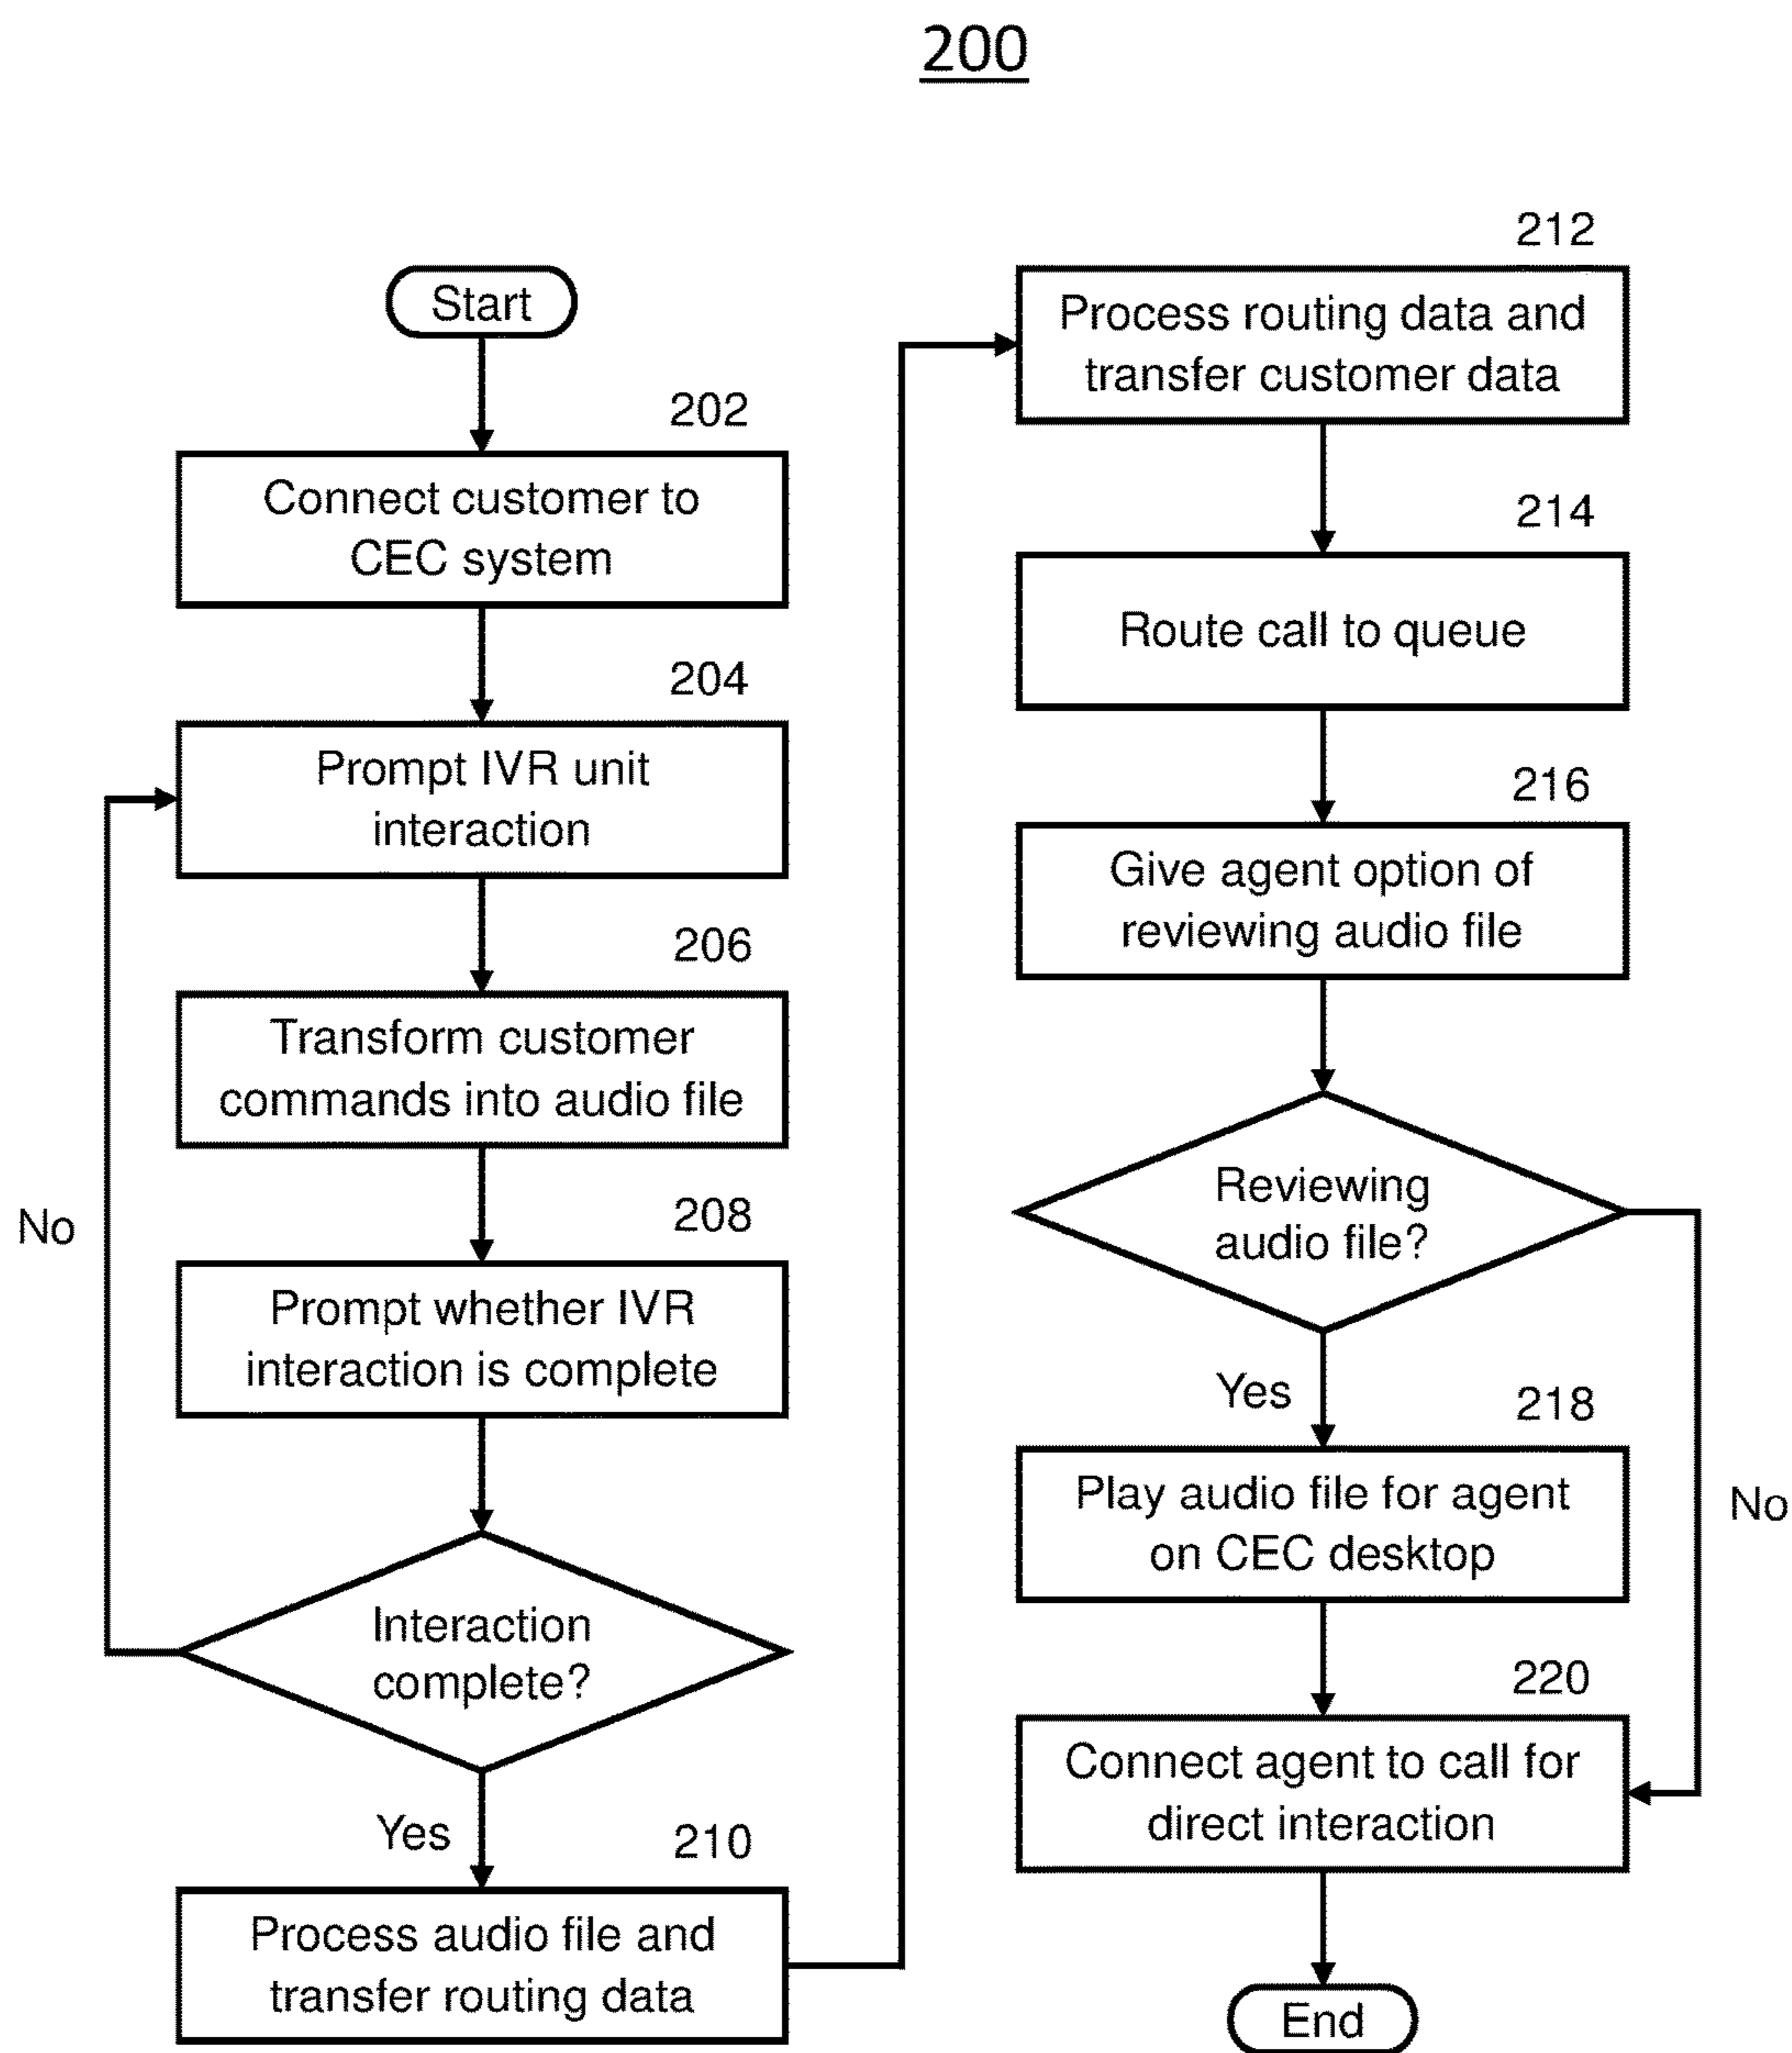 200
Start
202
Connect customer to
CEC system
204
Prompt IVR unit
interaction
206
Transform customer
commands into audio file
208
Prompt whether IVR
interaction is complete
No
Interaction
complete?
Yes
210
Process audio file and
transfer routing data
212
Process routing data and
transfer customer data
214
Route call to queue
216
Give agent option of
reviewing audio file
Reviewing
audio file?
Yes
218
Play audio file for agent
on CEC desktop
No
220
Connect agent to call for
direct interaction
End